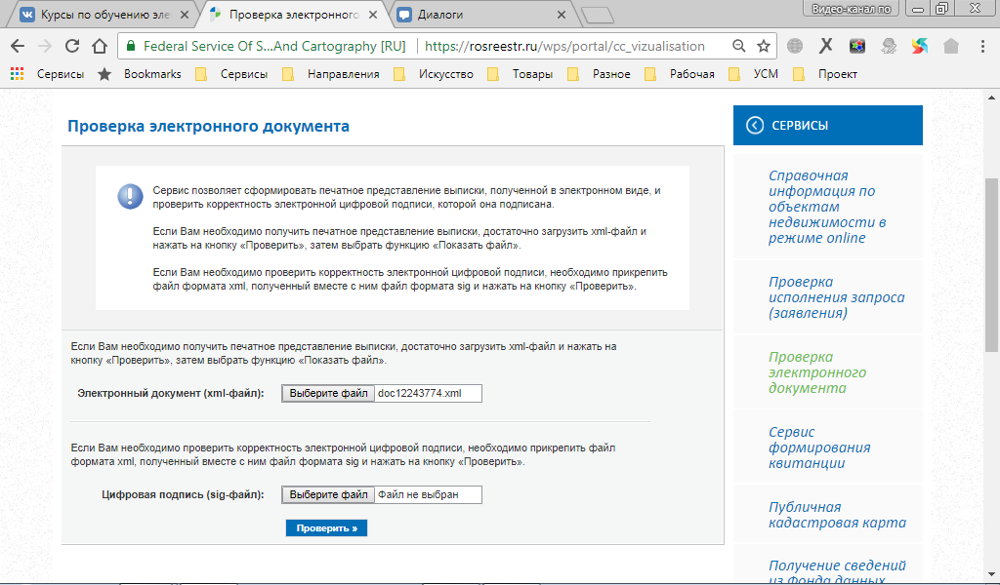 Курсы по обучению эле
Проверка электронного
Диалоги
Видео-канал по
Federal Service Of S...And Cartography [RU]
https://rosreestr.ru/wps/portal/cc_vizualisation
Сервисы
Bookmarks
Сервисы
Направления
Искусство
Товары
Разное
Рабочая
УСМ
Проект
Проверка электронного документа
Сервис позволяет сформировать печатное представление выписки, полученной в электронном виде, и
проверить корректность электронной цифровой подписи, которой она подписана.
Если Вам необходимо получить печатное представление выписки, достаточно загрузить xml-файл и
нажать на кнопку «Проверить», затем выбрать функцию «Показать файл».
Если Вам необходимо проверить корректность электронной цифровой подписи, необходимо прикрепить
файл формата xml, полученный вместе с ним файл формата sig и нажать на кнопку «Проверить».
Если Вам необходимо получить печатное представление выписки, достаточно загрузить xml-файл и нажать на
кнопку «Проверить», затем выбрать функцию «Показать файл».
Электронный документ (xml-файл):
Выберите файл
doc12243774.xml
Если Вам необходимо проверить корректность электронной цифровой подписи, необходимо прикрепить файл
формата xml, полученный вместе с ним файл формата sig и нажать на кнопку «Проверить».
Цифровая подпись (sig-файл):
Выберите файл
Файл не выбран
Проверить »
СЕРВИСЫ
Справочная
информация по
объектам
недвижимости в
режиме online
Проверка
исполнения запроса
(заявления)
Проверка
электронного
документа
Сервис
формирования
квитанции
Публичная
кадастровая карта
Получение сведений
из Фонда данных